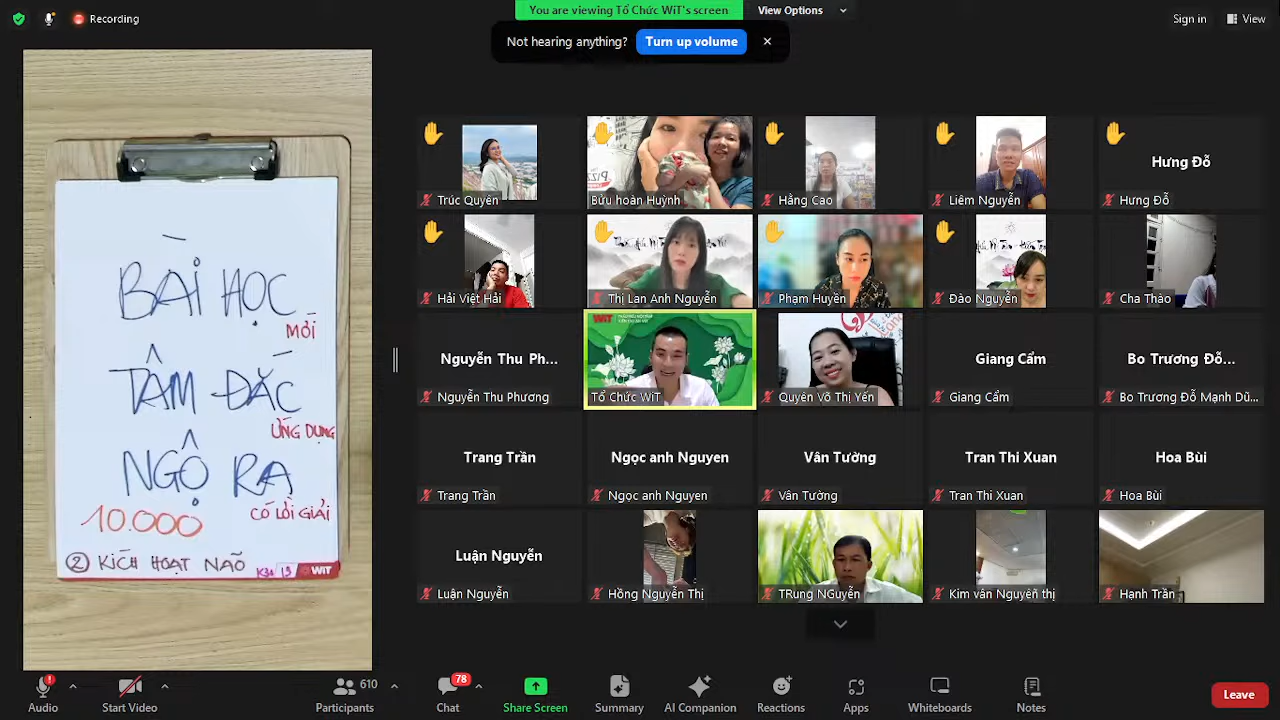 You are viewing Tổ Chức WiT's screen
View Options
Recording
Sign in
View
Not hearing anything?
Turn up volume
BÀI HỌC
MỚI
TÂM ĐẮC
ỨNG DỤNG
NGỘ RA
CÓ LỜI GIẢI
10.000
② KÍCH HOẠT NÃO
K30 13
WiT
Trúc Quyên
Bửu hoàn Huỳnh
Hằng Cao
Liêm Nguyễn
Hưng Đỗ
Hưng Đỗ
Hải Việt Hải
Thị Lan Anh Nguyễn
Phạm Huyên
Đào Nguyễn
Cha Thảo
Nguyễn Thu Ph...
Nguyễn Thu Phương
WiT
Tổ Chức WiT
Quyên Võ Thị Yến
Giang Cẩm
Giang Cẩm
Bo Trương Đỗ...
Bo Trương Đỗ Mạnh Dũ...
Trang Trần
Trang Trần
Ngọc anh Nguyen
Ngọc anh Nguyen
Vân Tường
Vân Tường
Tran Thi Xuan
Tran Thi Xuan
Hoa Bùi
Hoa Bùi
Luận Nguyễn
Luận Nguyễn
Hồng Nguyễn Thị
TRung NGuyễn
Kim vân Nguyễn thị
Hạnh Trần
Audio
Start Video
610
Participants
78
Chat
Share Screen
Summary
AI Companion
Reactions
Apps
Whiteboards
Notes
Leave